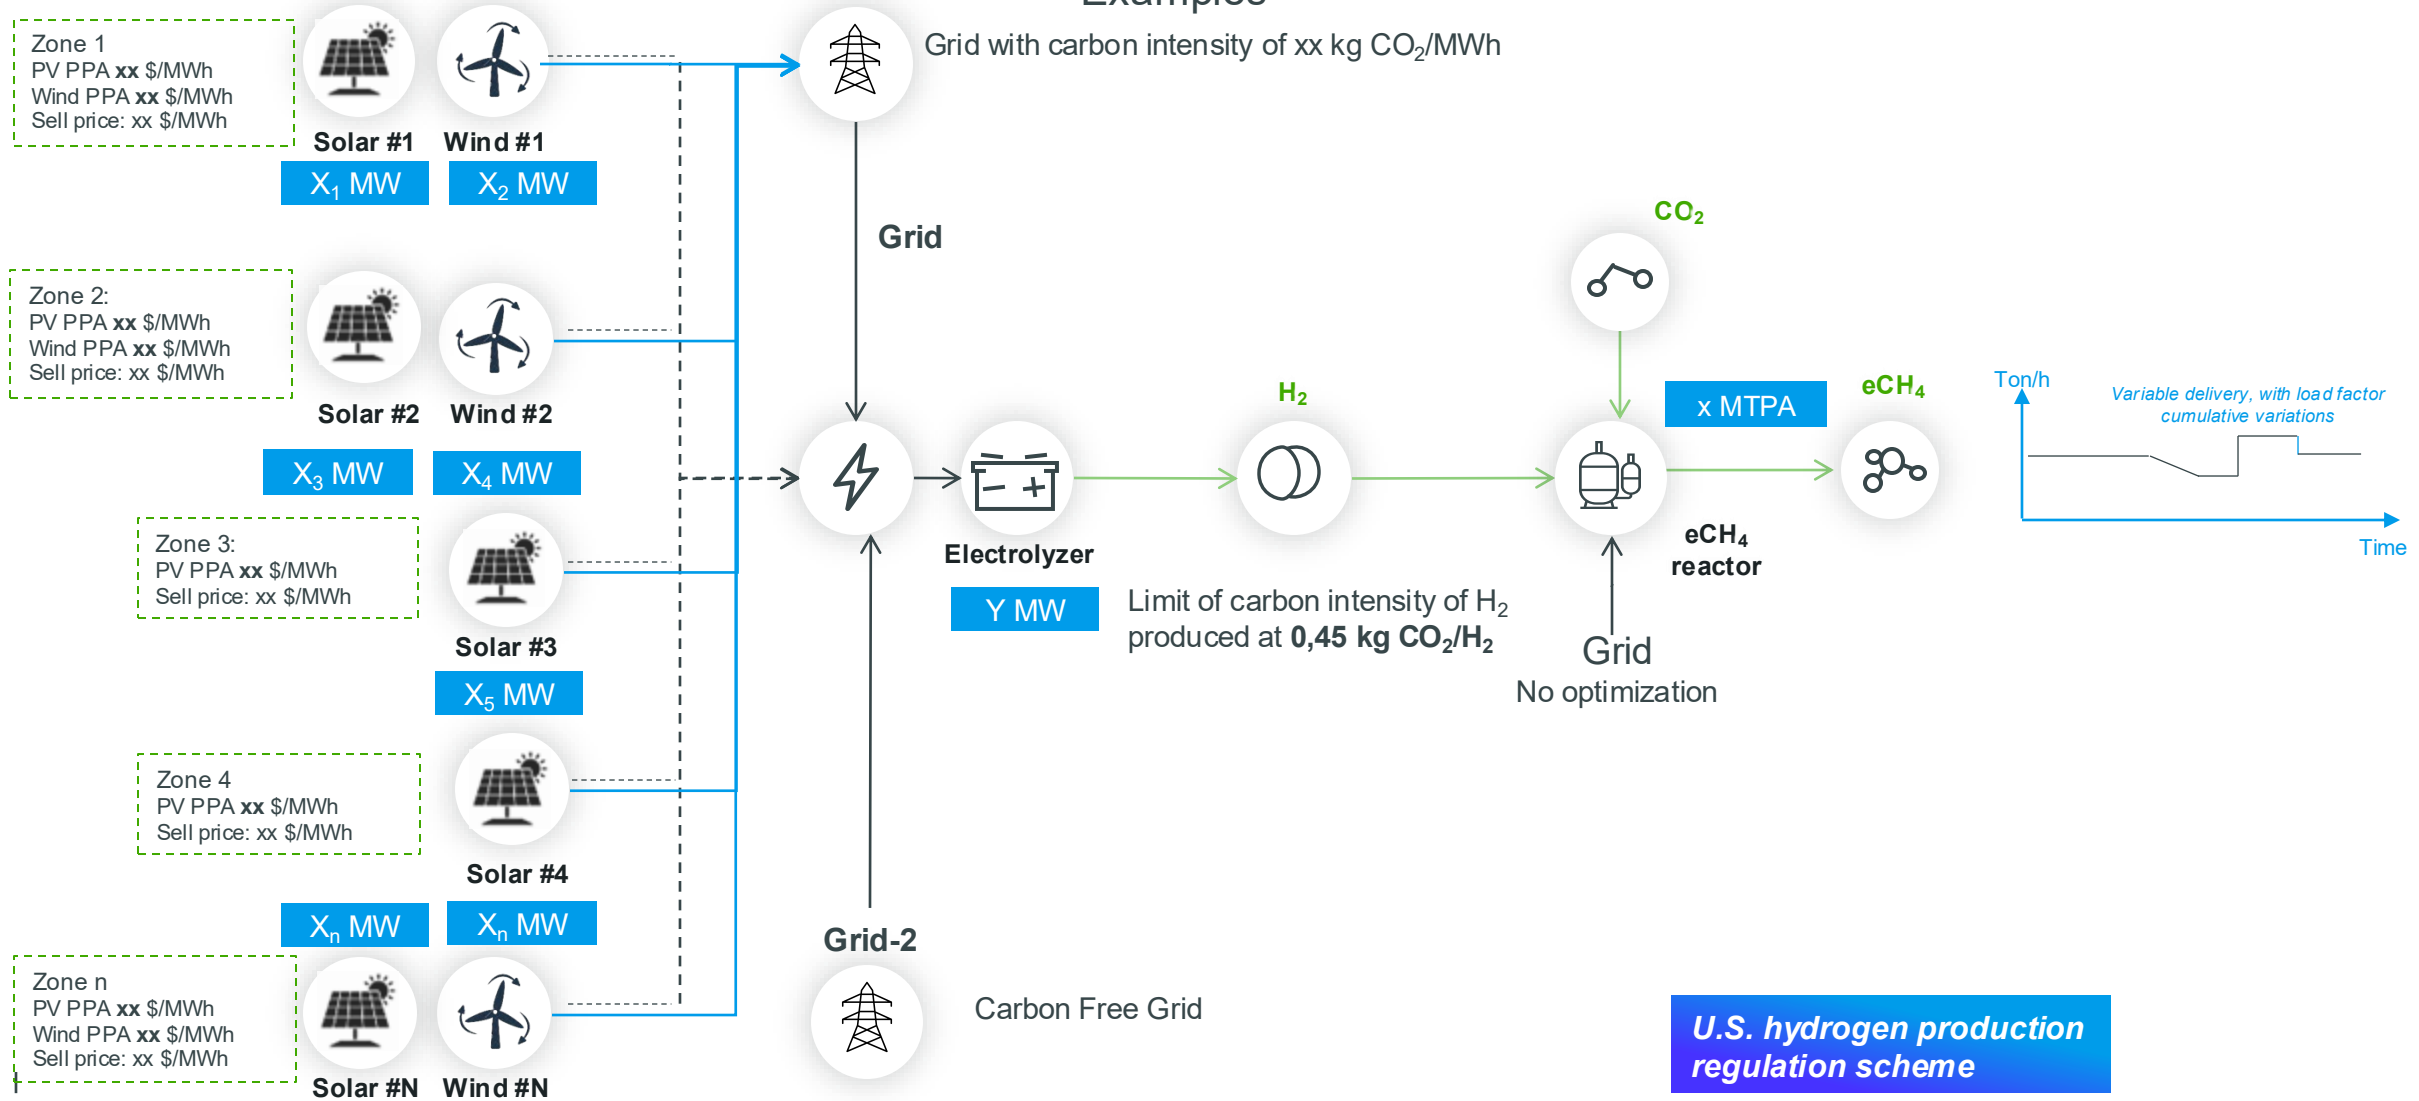 Examples
Grid with carbon intensity of xx kg CO₂/MWh
Zone 1
PV PPA xx $/MWh
Wind PPA xx $/MWh
Sell price: xx $/MWh
Solar #1
Wind #1
X₁ MW
X₂ MW
Grid
Zone 2:
PV PPA xx $/MWh
Wind PPA xx $/MWh
Sell price: xx $/MWh
Solar #2
Wind #2
X₃ MW
X₄ MW
Zone 3:
PV PPA xx $/MWh
Sell price: xx $/MWh
Solar #3
X₅ MW
Zone 4
PV PPA xx $/MWh
Sell price: xx $/MWh
Solar #4
Xₙ MW
Xₙ MW
Zone n
PV PPA xx $/MWh
Wind PPA xx $/MWh
Sell price: xx $/MWh
Solar #N
Wind #N
Electrolyzer
Y MW
H₂
Limit of carbon intensity of H₂
produced at 0,45 kg CO₂/H₂
CO₂
x MTPA
eCH₄
eCH₄
reactor
Grid
No optimization
Ton/h
Variable delivery, with load factor
cumulative variations
Time
Grid-2
Carbon Free Grid
U.S. hydrogen production
regulation scheme